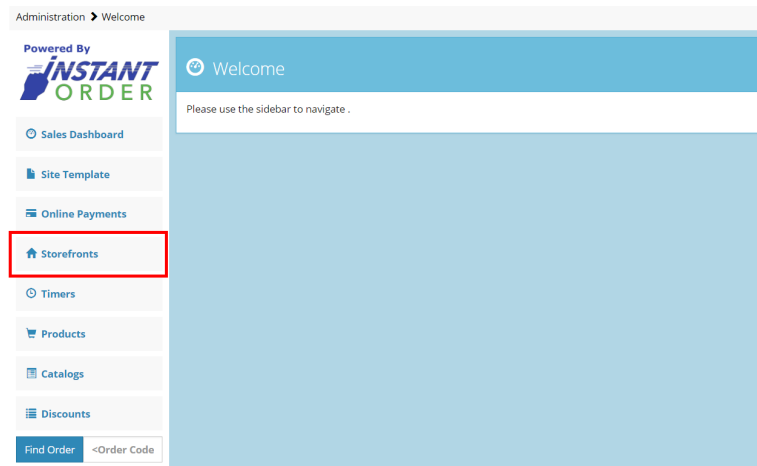 Administration > Welcome
Powered By
INSTANT
ORDER
Welcome
Please use the sidebar to navigate .
Sales Dashboard
Site Template
Online Payments
Storefronts
Timers
Products
Catalogs
Discounts
Find Order <Order Code